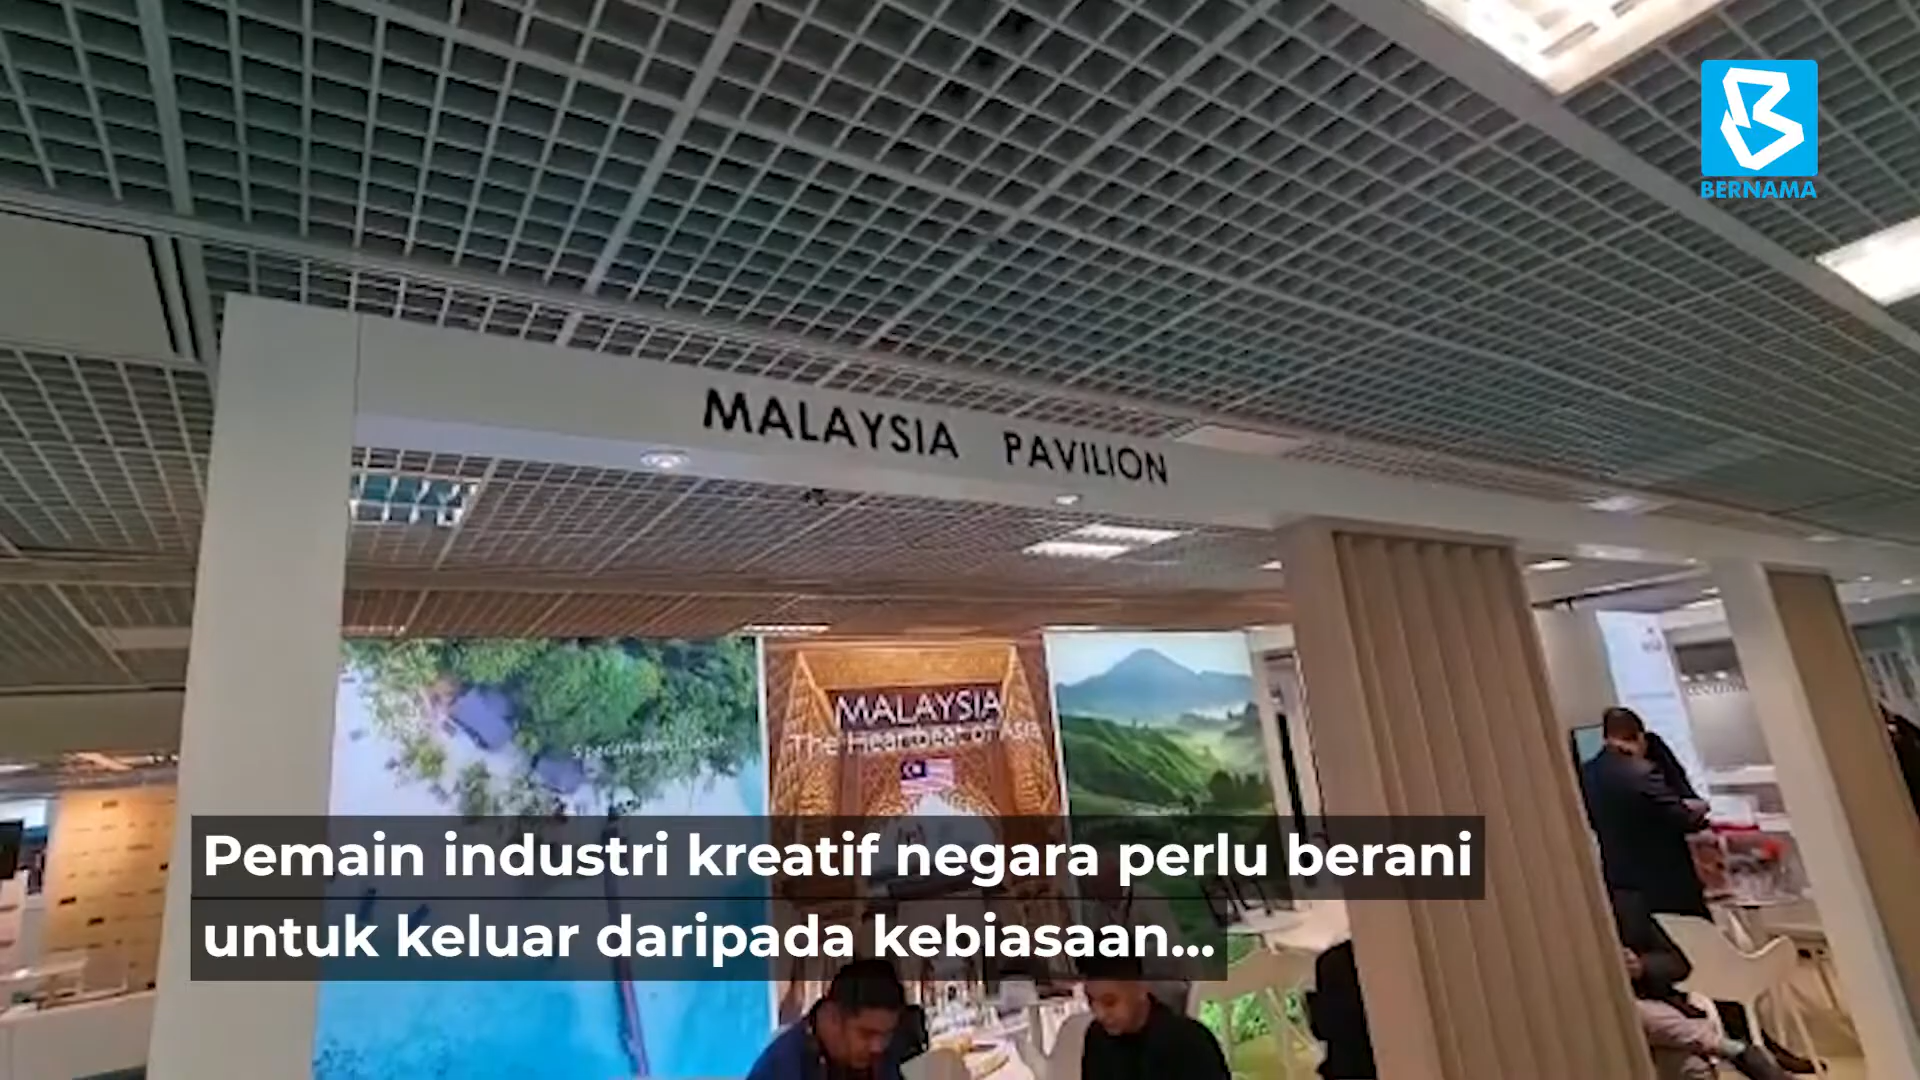 BERNAMA
MALAYSIA PAVILION
MALAYSIA
The Heartbeat of Asia
Pemain industri kreatif negara perlu berani
untuk keluar daripada kebiasaan...